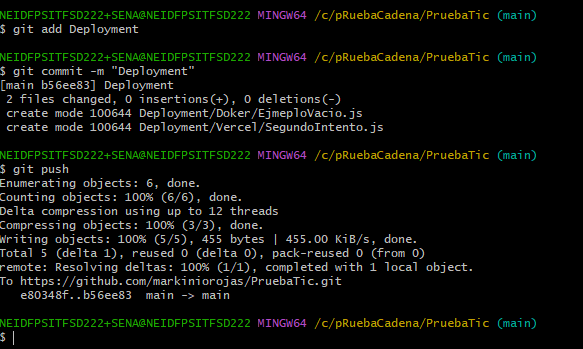 NEIDFPSITFSD222+SENA@NEIDFPSITFSD222 MINGW64 /c/pRuebaCadena/PruebaTic (main)
$ git add Deployment
NEIDFPSITFSD222+SENA@NEIDFPSITFSD222 MINGW64 /c/pRuebaCadena/PruebaTic (main)
$ git commit -m "Deployment"
[main b56ee83] Deployment
 2 files changed, 0 insertions(+), 0 deletions(-)
 create mode 100644 Deployment/Doker/EjmeploVacio.js
 create mode 100644 Deployment/Vercel/SegundoIntento.js
NEIDFPSITFSD222+SENA@NEIDFPSITFSD222 MINGW64 /c/pRuebaCadena/PruebaTic (main)
$ git push
Enumerating objects: 6, done.
Counting objects: 100% (6/6), done.
Delta compression using up to 12 threads
Compressing objects: 100% (3/3), done.
Writing objects: 100% (5/5), 455 bytes | 455.00 KiB/s, done.
Total 5 (delta 1), reused 0 (delta 0), pack-reused 0 (from 0)
remote: Resolving deltas: 100% (1/1), completed with 1 local object.
To https://github.com/markiniorojas/PruebaTic.git
   e80348f..b56ee83  main -> main
NEIDFPSITFSD222+SENA@NEIDFPSITFSD222 MINGW64 /c/pRuebaCadena/PruebaTic (main)
$